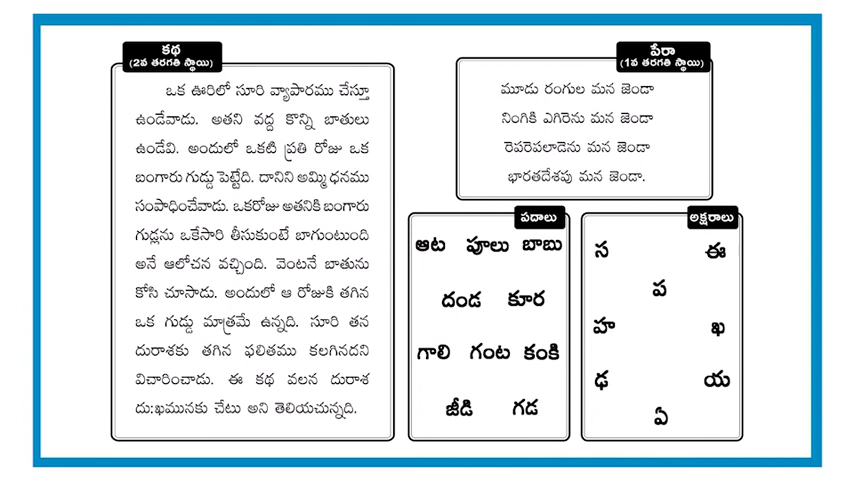 కథ
(2వ తరగతి స్థాయి)
ఒక ఊరిలో సూరి వ్యాపారము చేస్తూ
ఉండేవాడు. అతని వద్ద కొన్ని బాతులు
ఉండేవి. అందులో ఒకటి ప్రతి రోజు ఒక
బంగారు గుడ్డు పెట్టేది. దానిని అమ్మి ధనము
సంపాధించేవాడు. ఒకరోజు అతనికి బంగారు
గుడ్లను ఒకేసారి తీసుకుంటే బాగుంటుంది
అనే ఆలోచన వచ్చింది. వెంటనే బాతును
కోసి చూసాడు. అందులో ఆ రోజుకి తగిన
ఒక గుడ్డు మాత్రమే ఉన్నది. సూరి తన
దురాశకు తగిన ఫలితము కలగినదని
విచారించాడు. ఈ కథ వలన దురాశ
దు:ఖమునకు చేటు అని తెలియచున్నది.
పేరా
(1వ తరగతి స్థాయి)
మూడు రంగుల మన జెండా
నింగికి ఎగిరెను మన జెండా
రెపరెపలాడెను మన జెండా
భారతదేశపు మన జెండా.
పదాలు
ఆట పూలు బాబు
దండ కూర
గాలి గంట కంకి
జీడి గడ
అక్షరాలు
స ఈ
ప
హ ఖ
ఢ య
ఏ